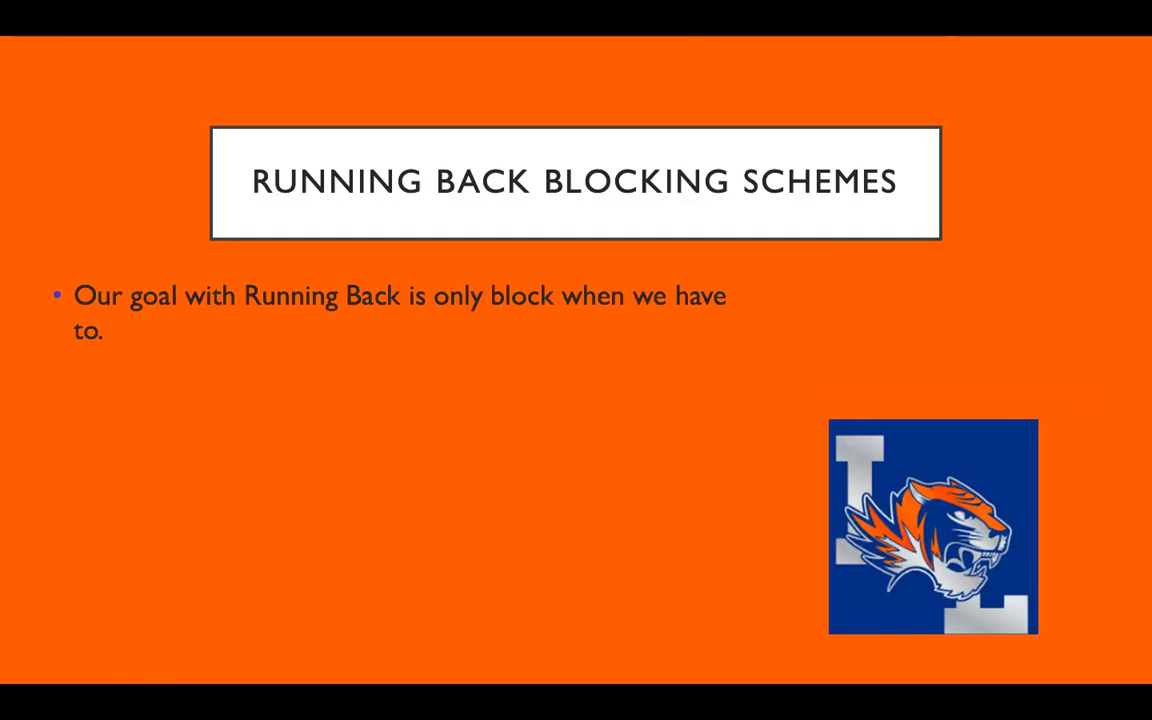 RUNNING BACK BLOCKING SCHEMES
• Our goal with Running Back is only block when we have
to.
L
L